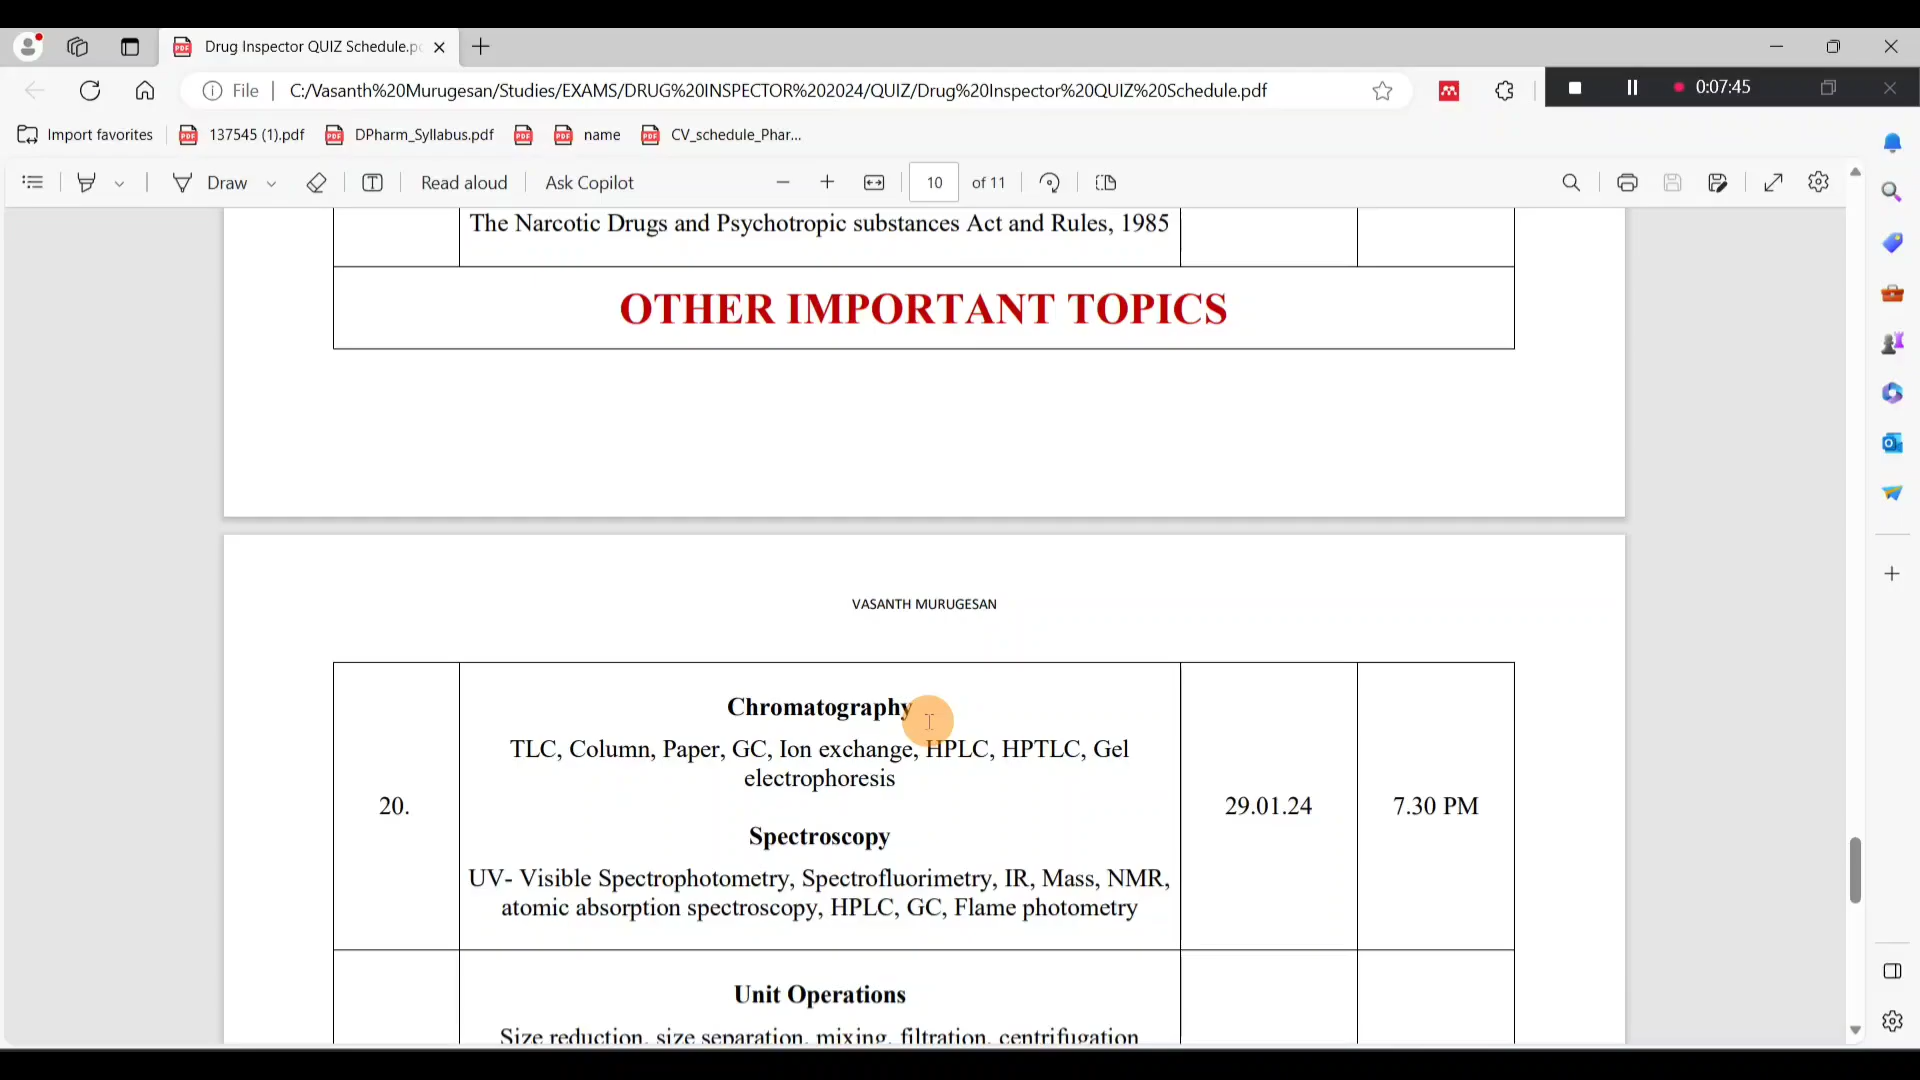 Drug Inspector QUIZ Schedule.p
File
C:/Vasanth%20Murugesan/Studies/EXAMS/DRUG%20INSPECTOR%202024/QUIZ/Drug%20Inspector%20QUIZ%20Schedule.pdf
0:07:45
Import favorites
137545 (1).pdf
DPharm_Syllabus.pdf
name
CV_schedule_Phar...
Draw
Read aloud
Ask Copilot
10
of 11
The Narcotic Drugs and Psychotropic substances Act and Rules, 1985
OTHER IMPORTANT TOPICS
VASANTH MURUGESAN
20.
Chromatography
TLC, Column, Paper, GC, Ion exchange, HPLC, HPTLC, Gel
electrophoresis
Spectroscopy
UV- Visible Spectrophotometry, Spectrofluorimetry, IR, Mass, NMR,
atomic absorption spectroscopy, HPLC, GC, Flame photometry
29.01.24
7.30 PM
Unit Operations
Size reduction, size separation, mixing, filtration, centrifugation